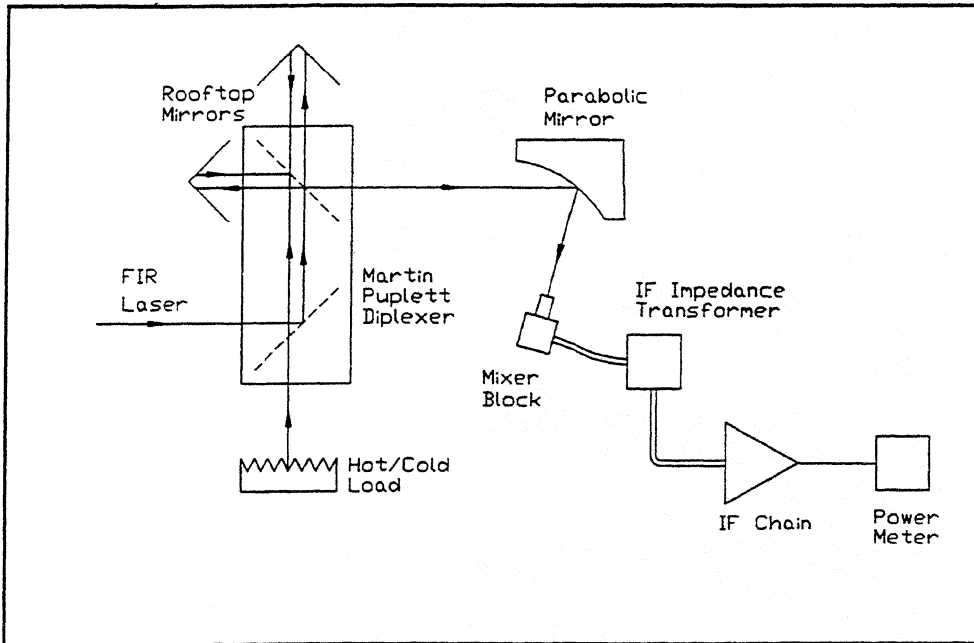 Rooftop
Mirrors
Parabolic
Mirror
FIR
Laser
Martin
Puplett
Diplexer
IF Impedance
Transformer
Mixer
Block
Hot/Cold
Load
IF Chain
Power
Meter